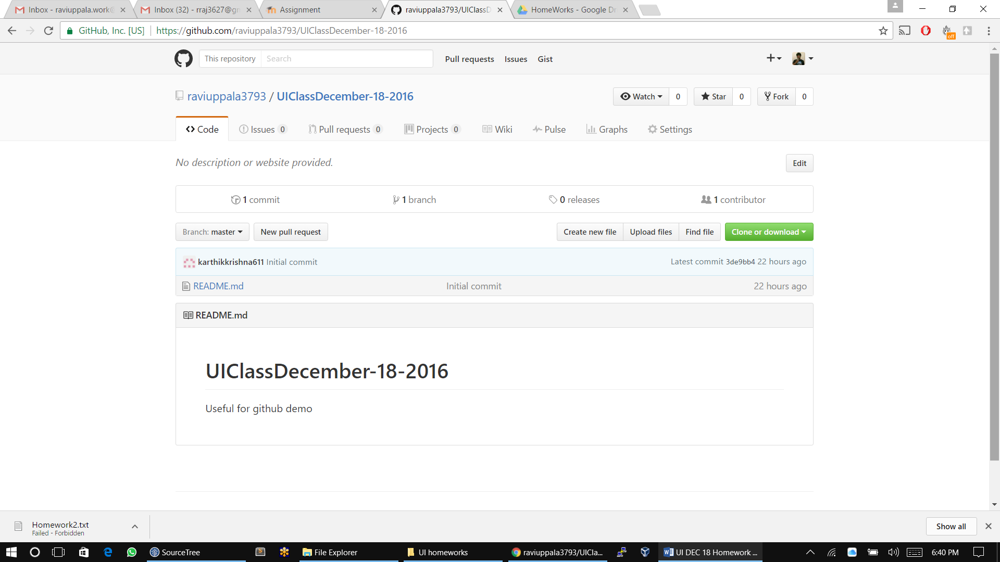 Inbox - raviuppala.work@ Inbox (32) - rraj3627@gn Assignment raviuppala3793/UIClassD HomeWorks - Google Dr
GitHub, Inc. [US] https://github.com/raviuppala3793/UIClassDecember-18-2016
off
This repository Search Pull requests Issues Gist
raviuppala3793 / UIClassDecember-18-2016 Watch 0 Star 0 Fork 0
Code Issues 0 Pull requests 0 Projects 0 Wiki Pulse Graphs Settings
No description or website provided. Edit
1 commit 1 branch 0 releases 1 contributor
Branch: master New pull request Create new file Upload files Find file Clone or download
karthikkrishna611 Initial commit Latest commit 3de9bb4 22 hours ago
README.md Initial commit 22 hours ago
README.md
UIClassDecember-18-2016
Useful for github demo
Homework2.txt
Failed - Forbidden
Show all
SourceTree File Explorer UI homeworks raviuppala3793/UICla... UI DEC 18 Homework ... 6:40 PM